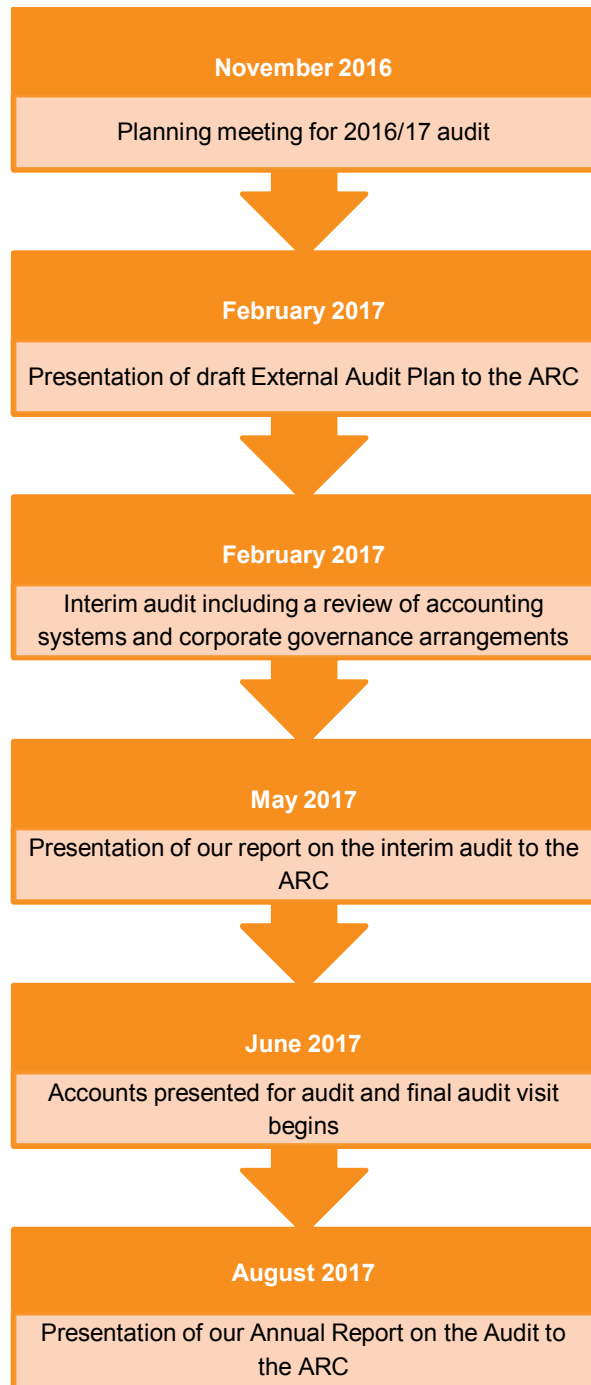 November 2016
Planning meeting for 2016/17 audit
February 2017
Presentation of draft External Audit Plan to the ARC
February 2017
Interim audit including a review of accounting
systems and corporate governance arrangements
May 2017
Presentation of our report on the interim audit to the
ARC
June 2017
Accounts presented for audit and final audit visit
begins
August 2017
Presentation of our Annual Report on the Audit to
the ARC